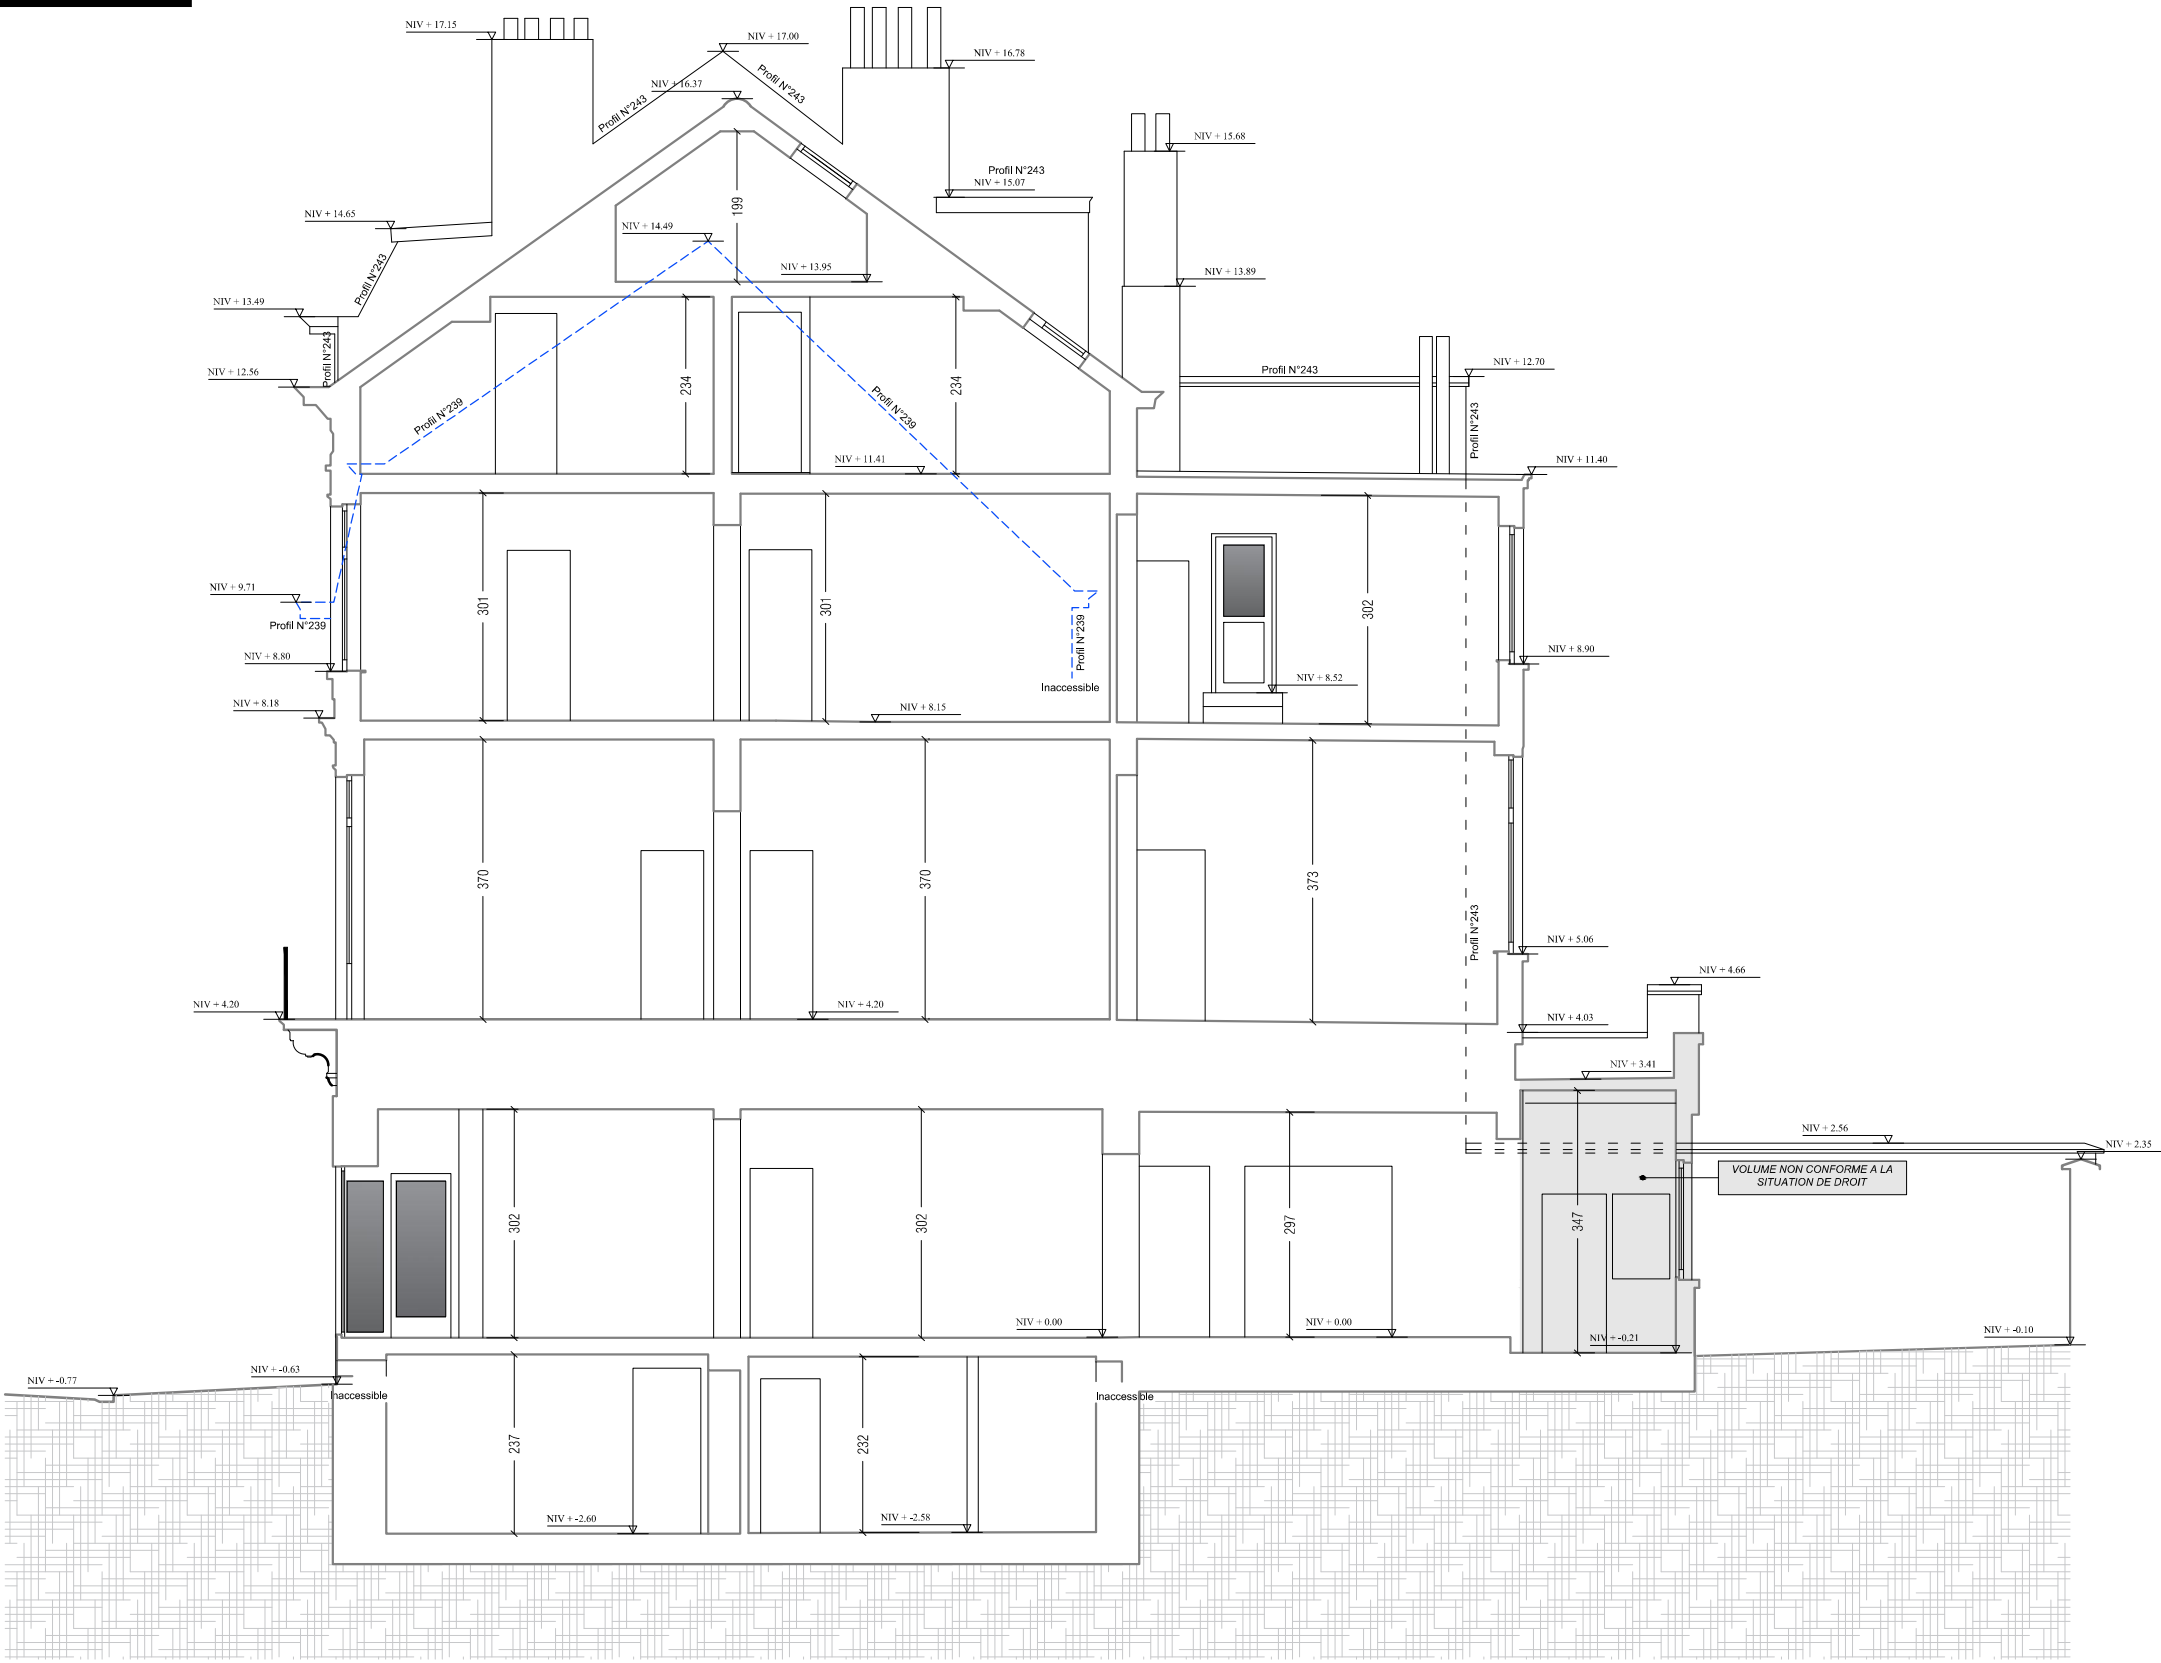 NIV + 17.15
NIV + 17.00
NIV + 16.78
Profil N°243
NIV + 16.37
Profil N°243
NIV + 15.68
Profil N°243
NIV + 15.07
199
NIV + 14.65
NIV + 14.49
Profil N°243
NIV + 13.95
NIV + 13.89
NIV + 13.49
Profil N°243
NIV + 12.56
234
234
Profil N°243
NIV + 12.70
Profil N°239
Profil N°239
Profil N°243
NIV + 11.41
NIV + 11.40
NIV + 9.71
Profil N°239
301
301
302
Profil N°239
Inaccessible
NIV + 8.80
NIV + 8.90
NIV + 8.52
NIV + 8.18
NIV + 8.15
370
370
373
Profil N°243
NIV + 5.06
NIV + 4.66
NIV + 4.20
NIV + 4.20
NIV + 4.03
NIV + 3.41
NIV + 2.56
NIV + 2.35
VOLUME NON CONFORME A LA
SITUATION DE DROIT
302
302
297
347
NIV + 0.00
NIV + 0.00
NIV + -0.21
NIV + -0.10
NIV + -0.63
NIV + -0.77
Inaccessible
Inaccessible
237
232
NIV + -2.60
NIV + -2.58